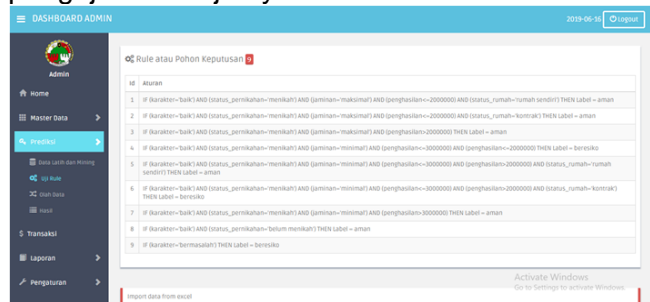 DASHBOARD ADMIN
2019-06-16
Logout
Admin
Home
Master Data
Prediksi
Data Latih dan Mining
Uji Rule
Olah Data
Hasil
Transaksi
Laporan
Pengaturan
Rule atau Pohon Keputusan 9
Id Aturan
1 IF (karakter='baik') AND (status_pernikahan='menikah') AND (jaminan='maksimal') AND (penghasilan<=2000000) AND (status_rumah='rumah sendiri') THEN Label = aman
2 IF (karakter='baik') AND (status_pernikahan='menikah') AND (jaminan='maksimal') AND (penghasilan<=2000000) AND (status_rumah='kontrak') THEN Label = aman
3 IF (karakter='baik') AND (status_pernikahan='menikah') AND (jaminan='maksimal') AND (penghasilan>2000000) THEN Label = aman
4 IF (karakter='baik') AND (status_pernikahan='menikah') AND (jaminan='minimal') AND (penghasilan<=3000000) AND (penghasilan<=2000000) THEN Label = beresiko
5 IF (karakter='baik') AND (status_pernikahan='menikah') AND (jaminan='minimal') AND (penghasilan<=3000000) AND (penghasilan>2000000) AND (status_rumah='rumah
sendiri') THEN Label = aman
6 IF (karakter='baik') AND (status_pernikahan='menikah') AND (jaminan='minimal') AND (penghasilan<=3000000) AND (penghasilan>2000000) AND (status_rumah='kontrak')
THEN Label = beresiko
7 IF (karakter='baik') AND (status_pernikahan='menikah') AND (jaminan='minimal') AND (penghasilan>3000000) THEN Label = aman
8 IF (karakter='baik') AND (status_pernikahan='belum menikah') THEN Label = aman
9 IF (karakter='bermasalah') THEN Label = beresiko
Activate Windows
Go to Settings to activate Windows.
Import data from excel